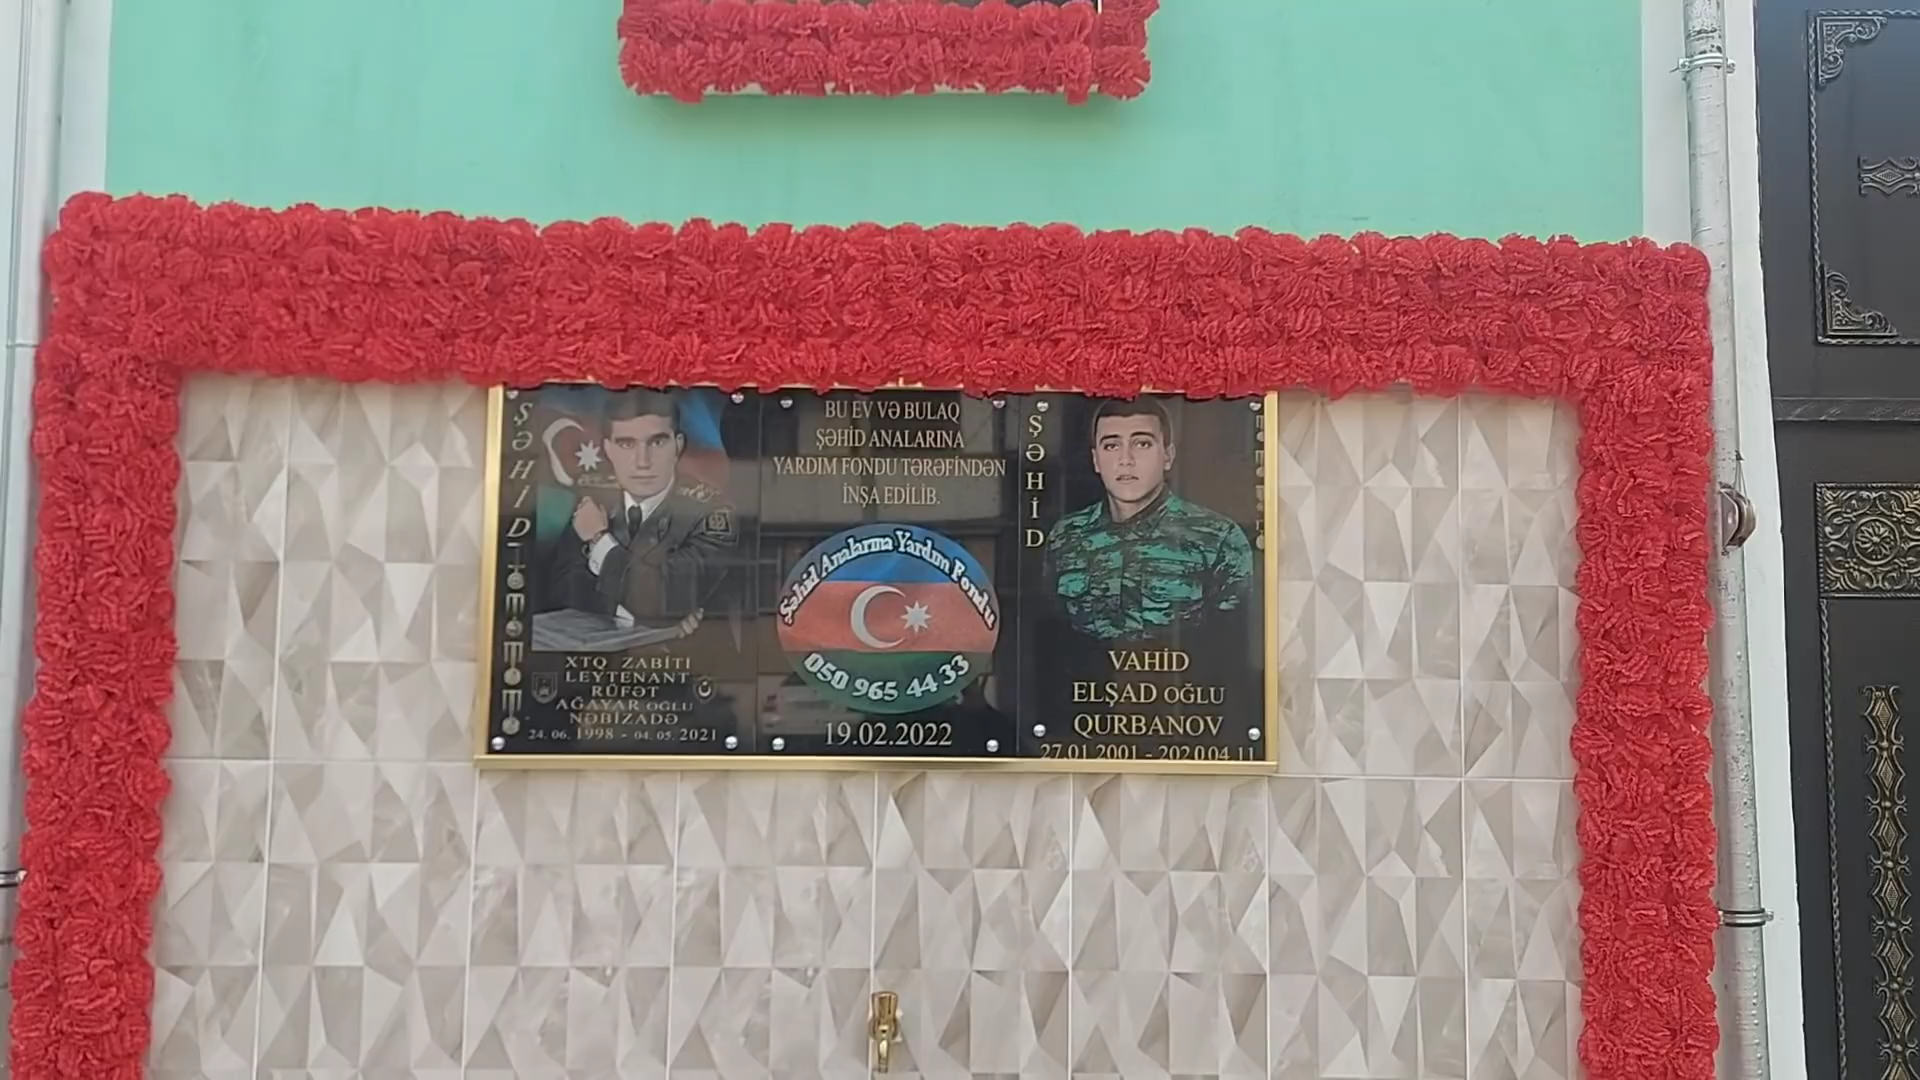 ŞƏHİD
XTQ ZABİTİ
LEYTENANT
RÜFƏT
AĞAYAR OĞLU
NƏBİZADƏ
24.06.1998 - 04.05.2021
BU EV VƏ BULAQ
ŞƏHİD ANALARINA
YARDIM FONDU TƏRƏFİNDƏN
İNŞA EDİLİB.
Şəhid Analarına Yardım Fondu
050 965 44 33
19.02.2022
ŞƏHİD
VAHİD
ELŞAD OĞLU
QURBANOV
27.01.2001 - 202004.11